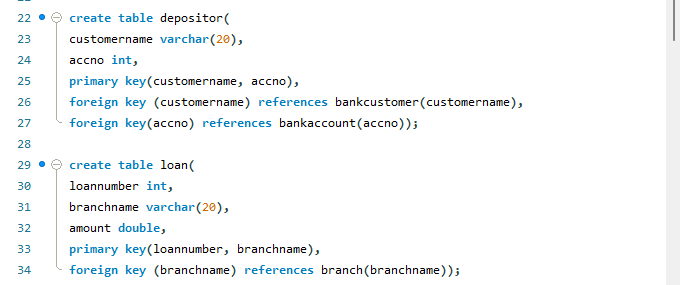 22 create table depositor(
23 customername varchar(20),
24 accno int,
25 primary key(customername, accno),
26 foreign key (customername) references bankcustomer(customername),
27 foreign key(accno) references bankaccount(accno));
28
29 create table loan(
30 loannumber int,
31 branchname varchar(20),
32 amount double,
33 primary key(loannumber, branchname),
34 foreign key (branchname) references branch(branchname));